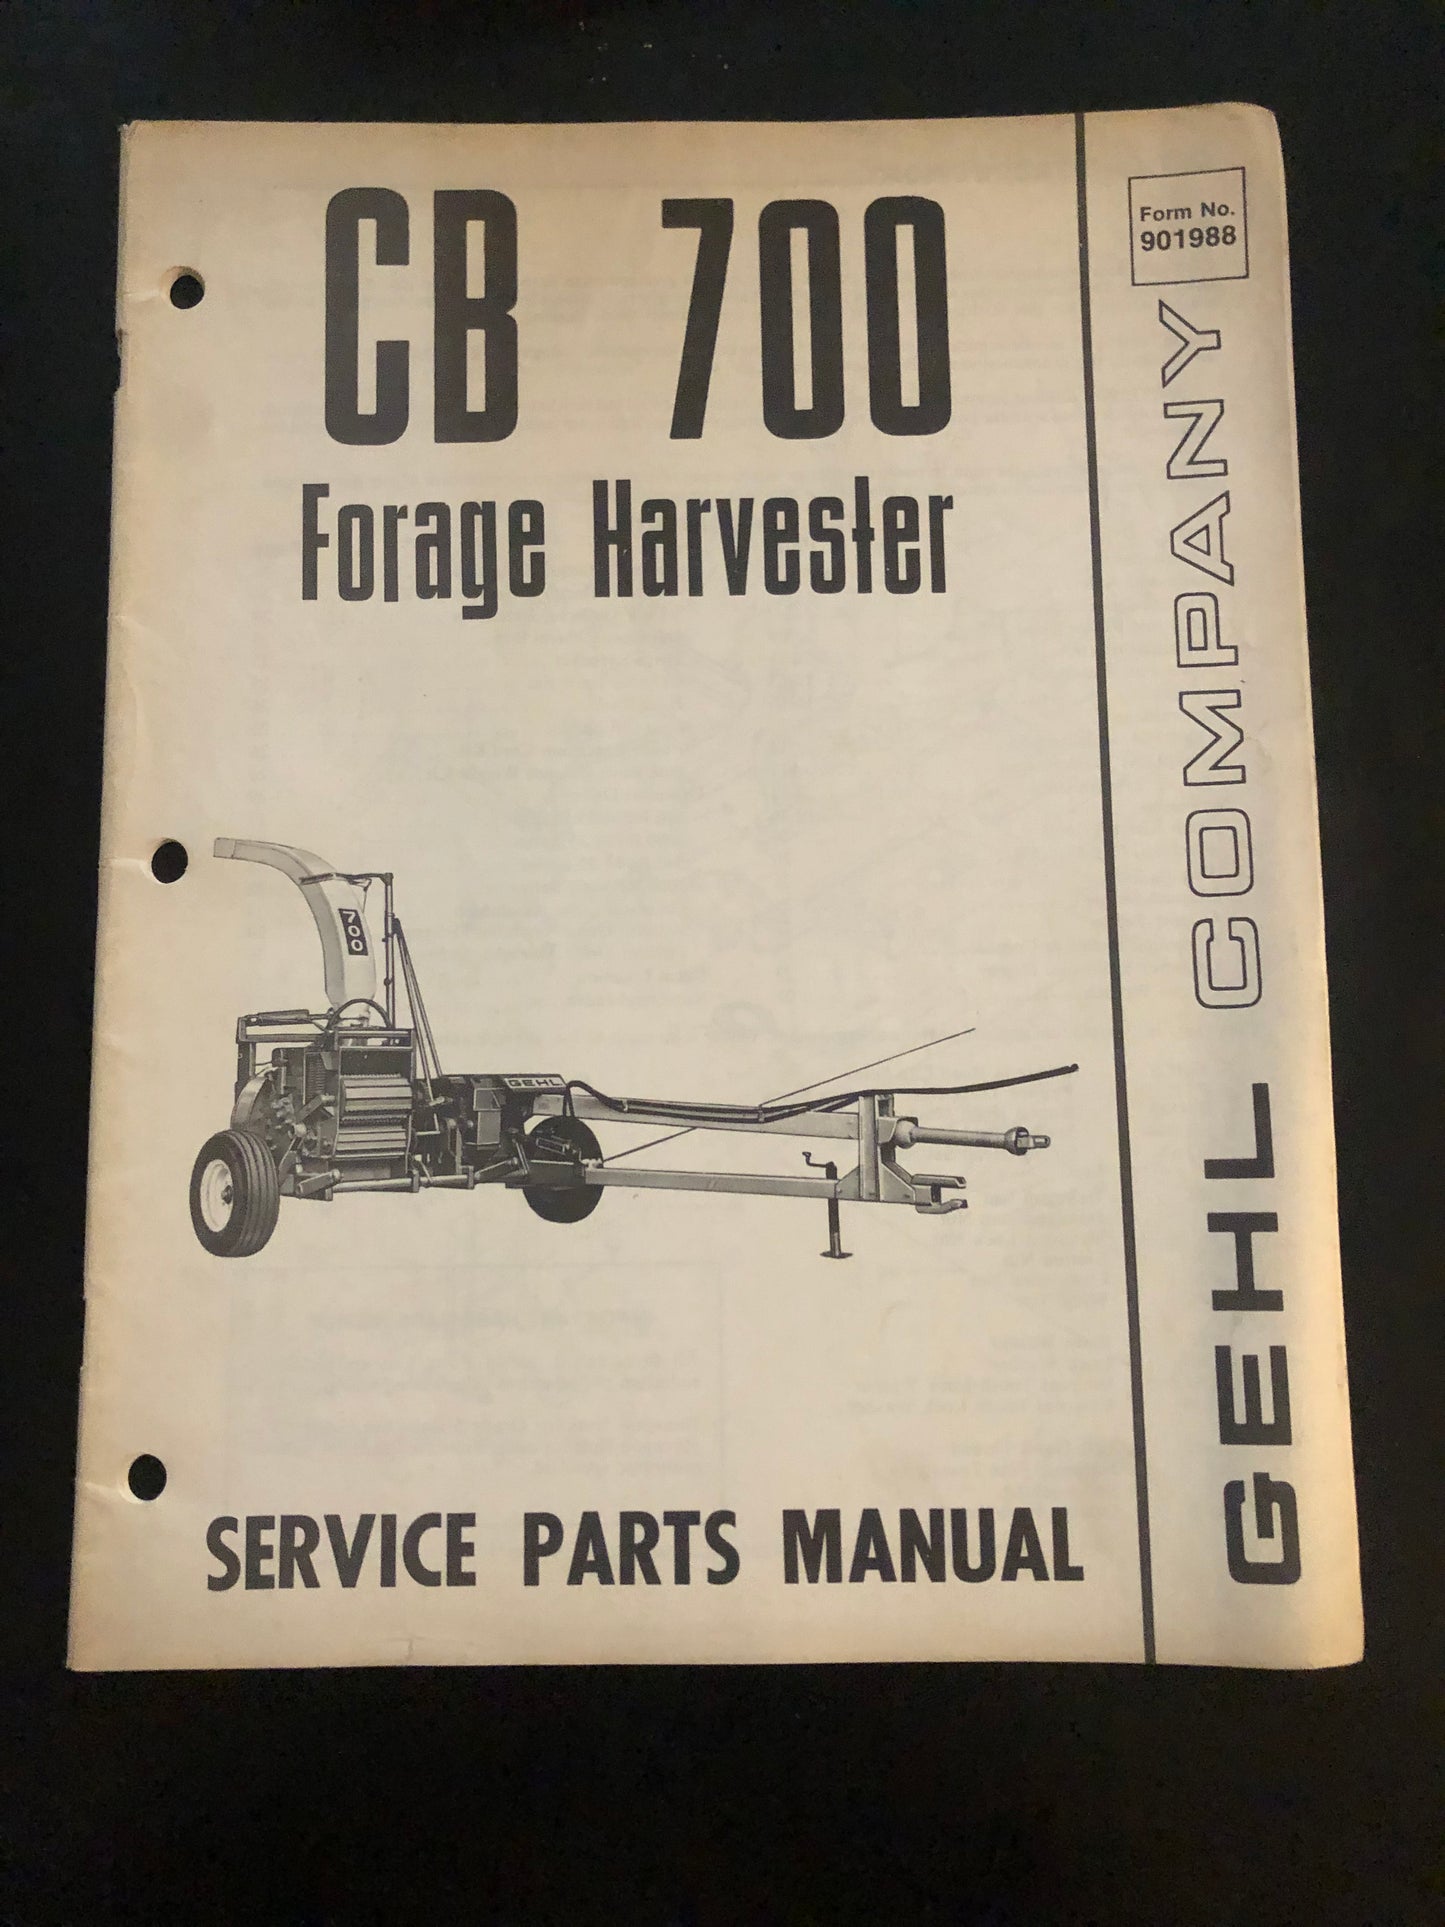 CB 700
Forage Harvester
Form No.
901988
GEHL COMPANY
700
GEHL
SERVICE PARTS MANUAL